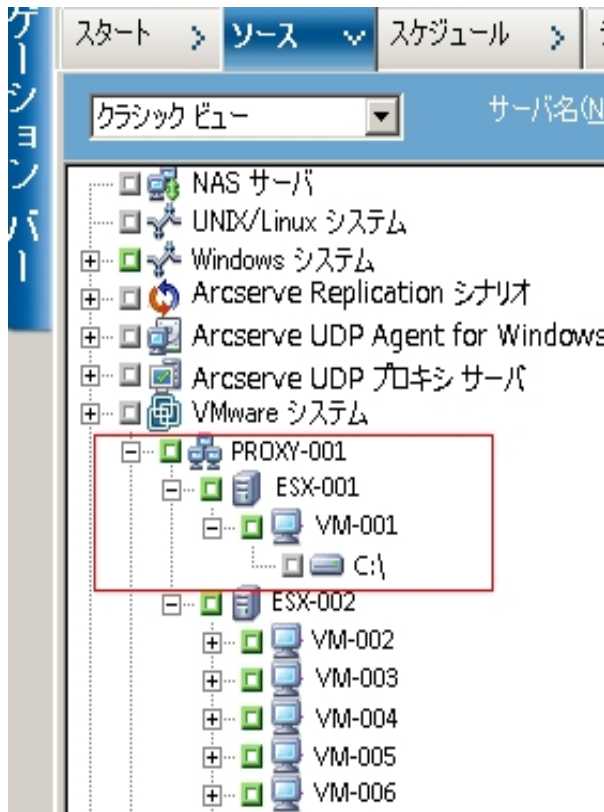 ケーション バー
スタート
ソース
スケジュール
クラシック ビュー
サーバ名(N
NAS サーバ
UNIX/Linux システム
Windows システム
Arcserve Replication シナリオ
Arcserve UDP Agent for Windows
Arcserve UDP プロキシ サーバ
VMware システム
PROXY-001
ESX-001
VM-001
C:\
ESX-002
VM-002
VM-003
VM-004
VM-005
VM-006